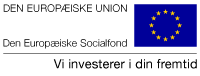 DEN EUROPÆISKE UNION
Den Europæiske Socialfond
Vi investerer i din fremtid